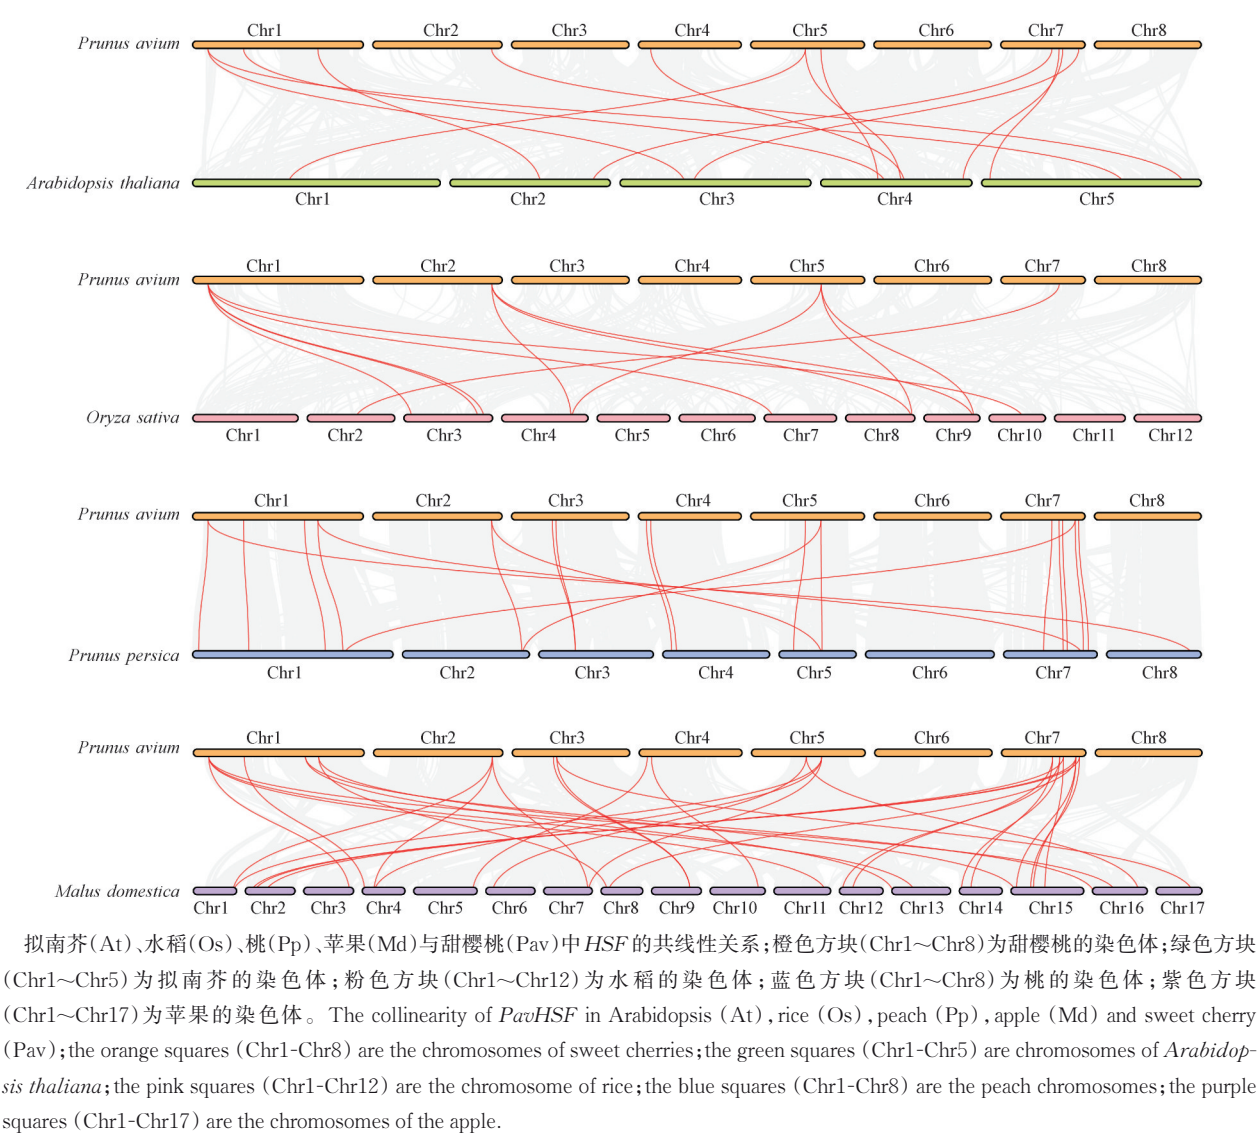 Chr1 Chr2 Chr3 Chr4 Chr5 Chr6 Chr7 Chr8
Prunus avium
Arabidopsis thaliana
Chr1 Chr2 Chr3 Chr4 Chr5
Chr1 Chr2 Chr3 Chr4 Chr5 Chr6 Chr7 Chr8
Prunus avium
Oryza sativa
Chr1 Chr2 Chr3 Chr4 Chr5 Chr6 Chr7 Chr8 Chr9 Chr10 Chr11 Chr12
Chr1 Chr2 Chr3 Chr4 Chr5 Chr6 Chr7 Chr8
Prunus avium
Prunus persica
Chr1 Chr2 Chr3 Chr4 Chr5 Chr6 Chr7 Chr8
Chr1 Chr2 Chr3 Chr4 Chr5 Chr6 Chr7 Chr8
Prunus avium
Malus domestica
Chr1 Chr2 Chr3 Chr4 Chr5 Chr6 Chr7 Chr8 Chr9 Chr10 Chr11 Chr12 Chr13 Chr14 Chr15 Chr16 Chr17
拟南芥(At)、水稻(Os)、桃(Pp)、苹果(Md)与甜樱桃(Pav)中HSF的共线性关系;橙色方块(Chr1~Chr8)为甜樱桃的染色体;绿色方块
(Chr1~Chr5)为拟南芥的染色体;粉色方块(Chr1~Chr12)为水稻的染色体;蓝色方块(Chr1~Chr8)为桃的染色体;紫色方块
(Chr1~Chr17)为苹果的染色体。The collinearity of PavHSF in Arabidopsis (At), rice (Os), peach (Pp), apple (Md) and sweet cherry
(Pav); the orange squares (Chr1-Chr8) are the chromosomes of sweet cherries; the green squares (Chr1-Chr5) are chromosomes of Arabidop-
sis thaliana; the pink squares (Chr1-Chr12) are the chromosome of rice; the blue squares (Chr1-Chr8) are the peach chromosomes; the purple
squares (Chr1-Chr17) are the chromosomes of the apple.